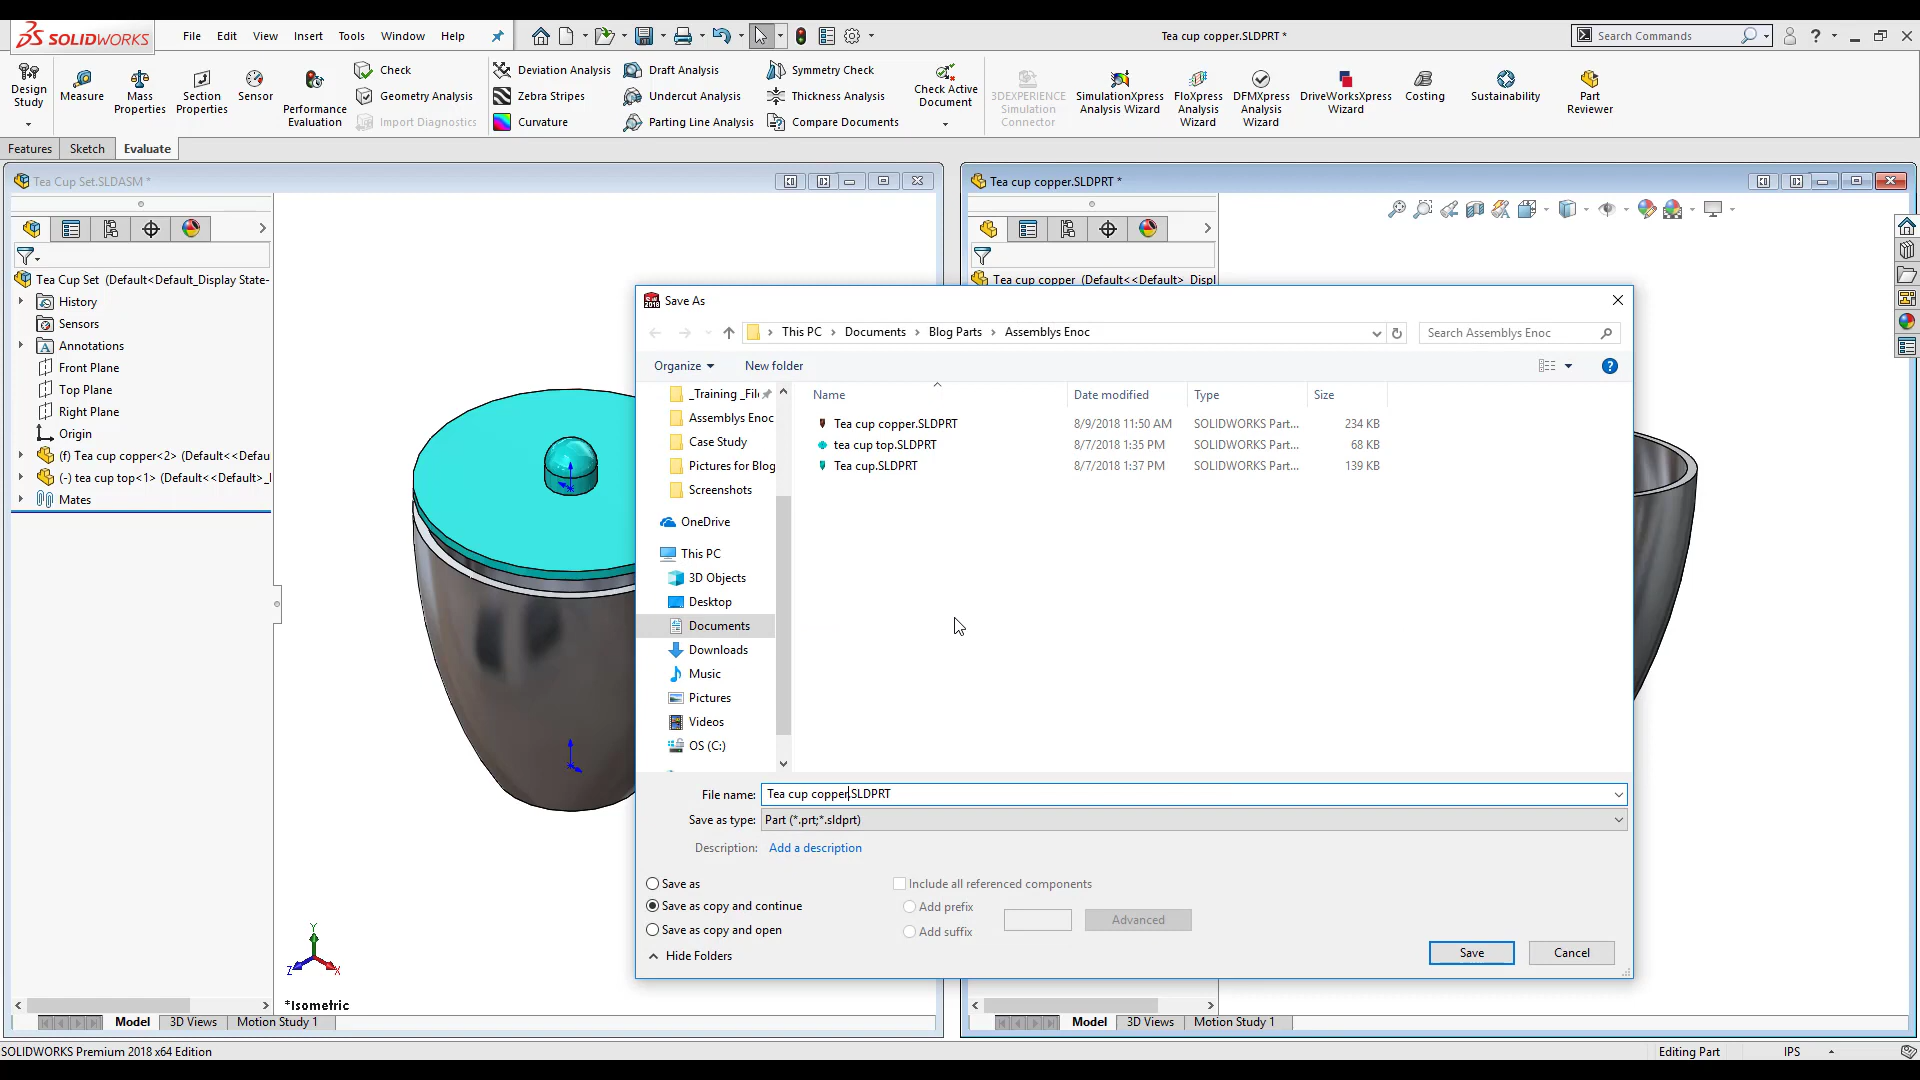 SOLIDWORKS
File Edit View Insert Tools Window Help
Tea cup copper.SLDPRT *
Search Commands
Design Study
Measure
Mass Properties
Section Properties
Sensor
Performance Evaluation
Check
Geometry Analysis
Import Diagnostics
Deviation Analysis
Zebra Stripes
Curvature
Draft Analysis
Undercut Analysis
Parting Line Analysis
Symmetry Check
Thickness Analysis
Compare Documents
Check Active Document
3DEXPERIENCE Simulation Connector
SimulationXpress Analysis Wizard
FloXpress Analysis Wizard
DFMXpress Analysis Wizard
DriveWorksXpress Wizard
Costing
Sustainability
Part Reviewer
Features Sketch Evaluate
Tea Cup Set.SLDASM *
Tea Cup Set (Default<Default_Display State-
History
Sensors
Annotations
Front Plane
Top Plane
Right Plane
Origin
(f) Tea cup copper<2> (Default<<Defau
(-) tea cup top<1> (Default<<Default>_
Mates
Y
Z
X
*Isometric
Model 3D Views Motion Study 1
Tea cup copper.SLDPRT *
Tea cup copper (Default<<Default>_Displ
Save As
This PC > Documents > Blog Parts > Assemblys Enoc
Search Assemblys Enoc
Organize New folder
_Training_Fil
Assemblys Enoc
Case Study
Pictures for Blog
Screenshots
OneDrive
This PC
3D Objects
Desktop
Documents
Downloads
Music
Pictures
Videos
OS (C:)
Name Date modified Type Size
Tea cup copper.SLDPRT 8/9/2018 11:50 AM SOLIDWORKS Part... 234 KB
tea cup top.SLDPRT 8/7/2018 1:35 PM SOLIDWORKS Part... 68 KB
Tea cup.SLDPRT 8/7/2018 1:37 PM SOLIDWORKS Part... 139 KB
File name: Tea cup copper.SLDPRT
Save as type: Part (*.prt;*.sldprt)
Description: Add a description
Save as
Save as copy and continue
Save as copy and open
Include all referenced components
Add prefix
Add suffix
Advanced
Hide Folders
Save Cancel
Model 3D Views Motion Study 1
SOLIDWORKS Premium 2018 x64 Edition
Editing Part IPS